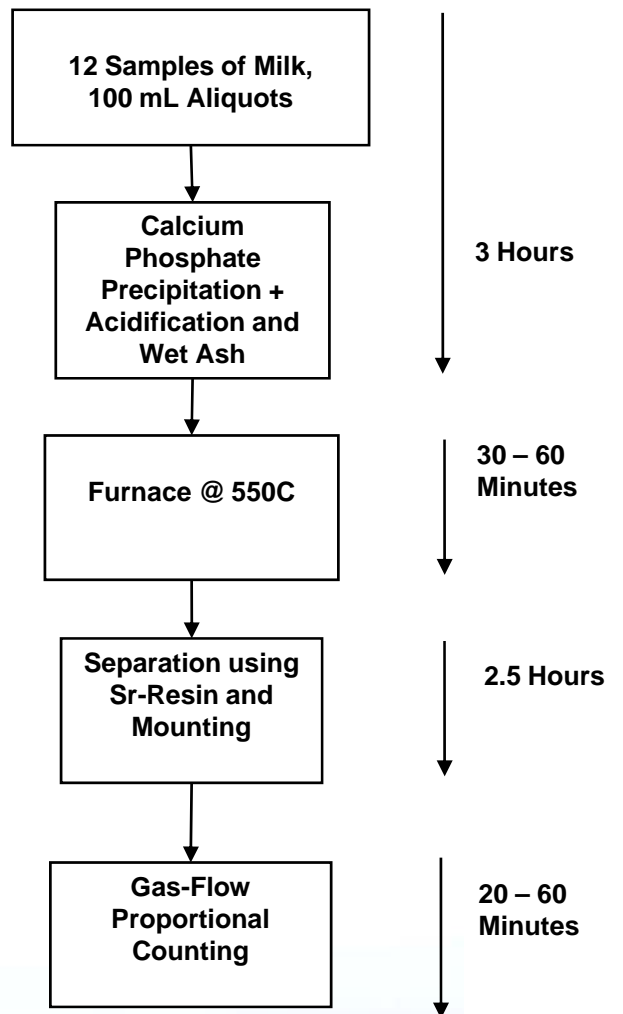 12 Samples of Milk,
100 mL Aliquots
Calcium
Phosphate
Precipitation +
Acidification and
Wet Ash
3 Hours
Furnace @ 550C
30 – 60
Minutes
Separation using
Sr-Resin and
Mounting
2.5 Hours
Gas-Flow
Proportional
Counting
20 – 60
Minutes